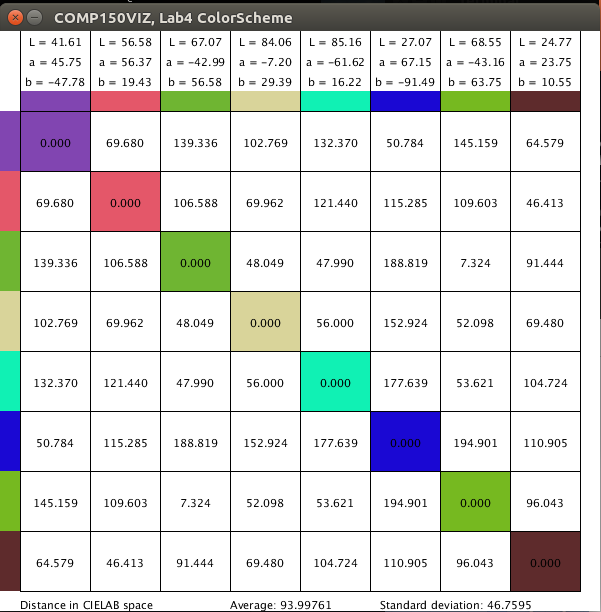 COMP150VIZ, Lab4 ColorScheme
L = 41.61 L = 56.58 L = 67.07 L = 84.06 L = 85.16 L = 27.07 L = 68.55 L = 24.77
a = 45.75 a = 56.37 a = -42.99 a = -7.20 a = -61.62 a = 67.15 a = -43.16 a = 23.75
b = -47.78 b = 19.43 b = 56.58 b = 29.39 b = 16.22 b = -91.49 b = 63.75 b = 10.55
0.000 69.680 139.336 102.769 132.370 50.784 145.159 64.579
69.680 0.000 106.588 69.962 121.440 115.285 109.603 46.413
139.336 106.588 0.000 48.049 47.990 188.819 7.324 91.444
102.769 69.962 48.049 0.000 56.000 152.924 52.098 69.480
132.370 121.440 47.990 56.000 0.000 177.639 53.621 104.724
50.784 115.285 188.819 152.924 177.639 0.000 194.901 110.905
145.159 109.603 7.324 52.098 53.621 194.901 0.000 96.043
64.579 46.413 91.444 69.480 104.724 110.905 96.043 0.000
Distance in CIELAB space Average: 93.99761 Standard deviation: 46.7595